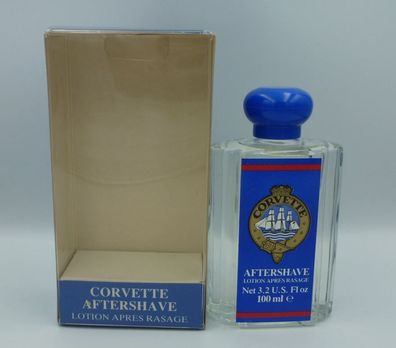 CORVETTE
AFTERSHAVE
LOTION APRES RASAGE
CORVETTE
AFTERSHAVE
LOTION APRES RASAGE
Net 3.2 U.S. Fl oz
100 ml ℮